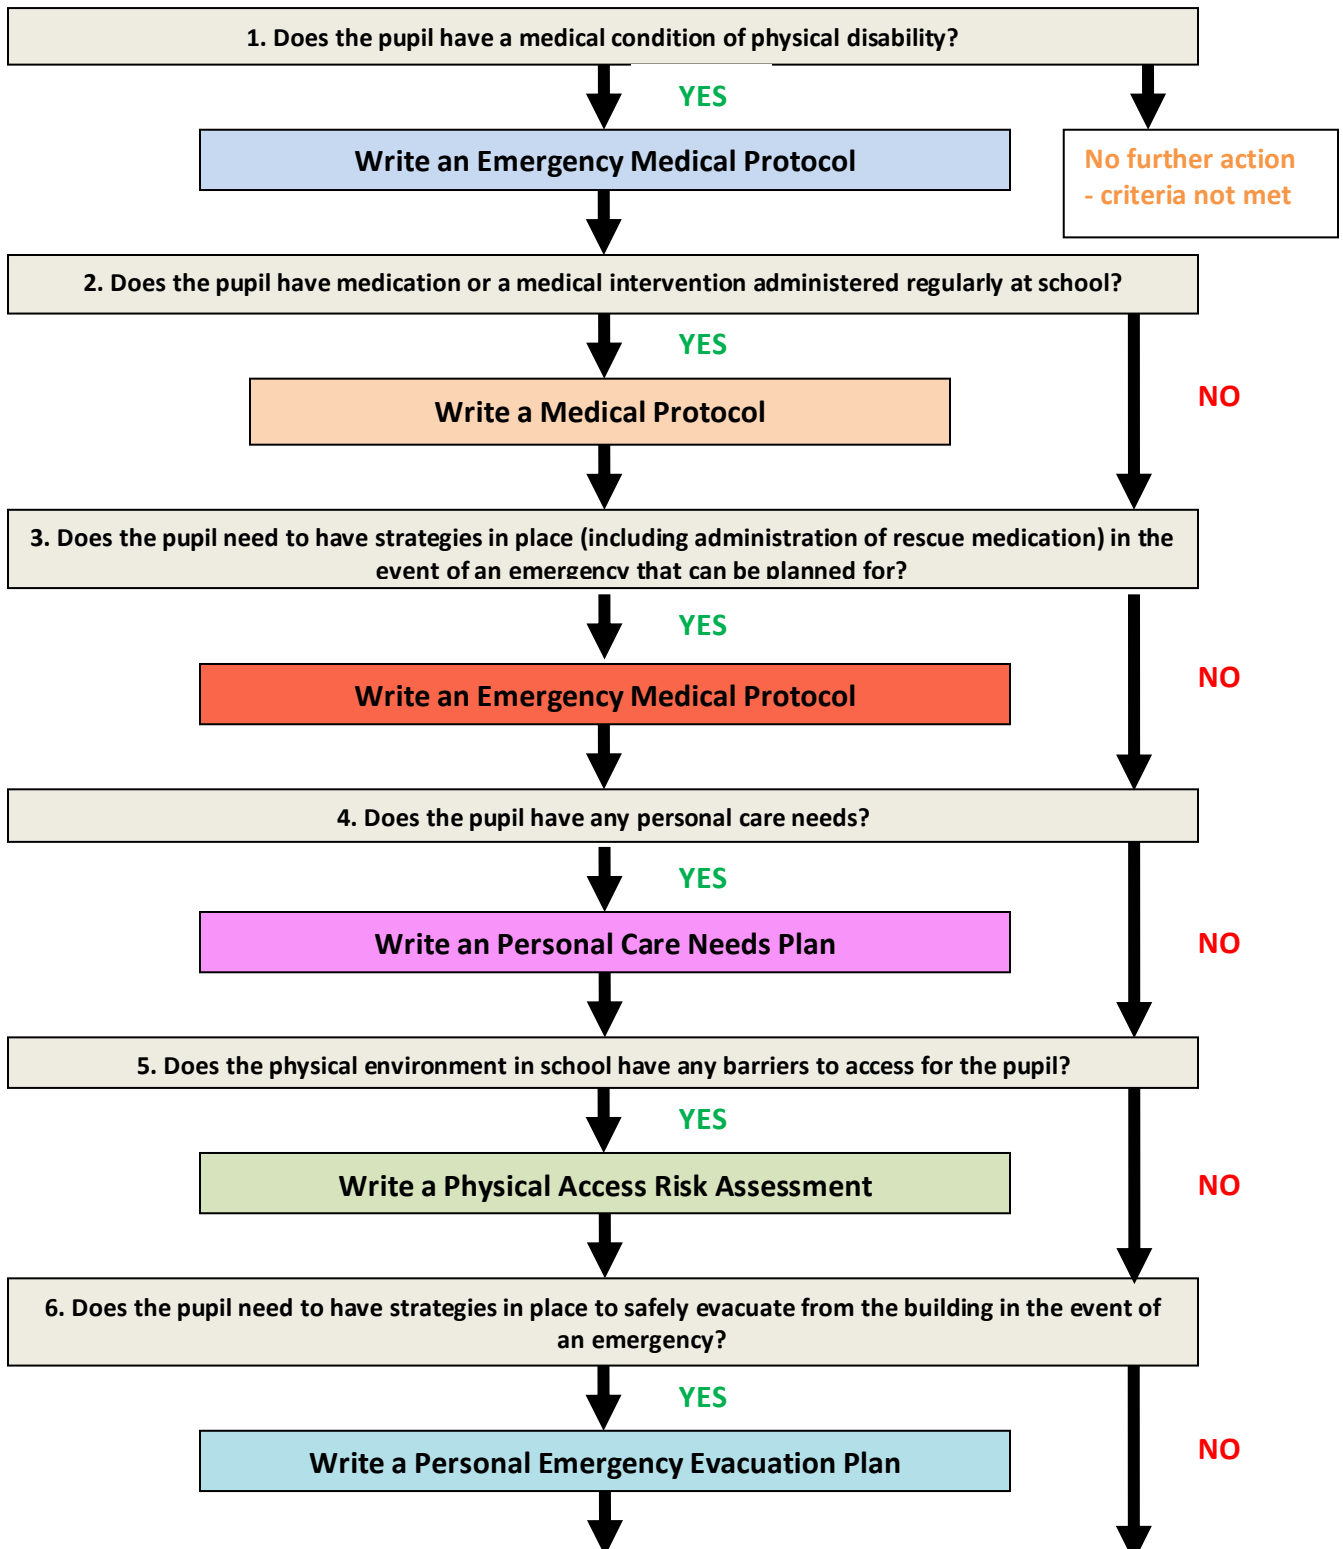 1. Does the pupil have a medical condition of physical disability?
YES
Write an Emergency Medical Protocol
No further action
- criteria not met
2. Does the pupil have medication or a medical intervention administered regularly at school?
YES
NO
Write a Medical Protocol
3. Does the pupil need to have strategies in place (including administration of rescue medication) in the
event of an emergency that can be planned for?
YES
NO
Write an Emergency Medical Protocol
4. Does the pupil have any personal care needs?
YES
Write an Personal Care Needs Plan
NO
5. Does the physical environment in school have any barriers to access for the pupil?
YES
Write a Physical Access Risk Assessment
NO
6. Does the pupil need to have strategies in place to safely evacuate from the building in the event of
an emergency?
YES
NO
Write a Personal Emergency Evacuation Plan